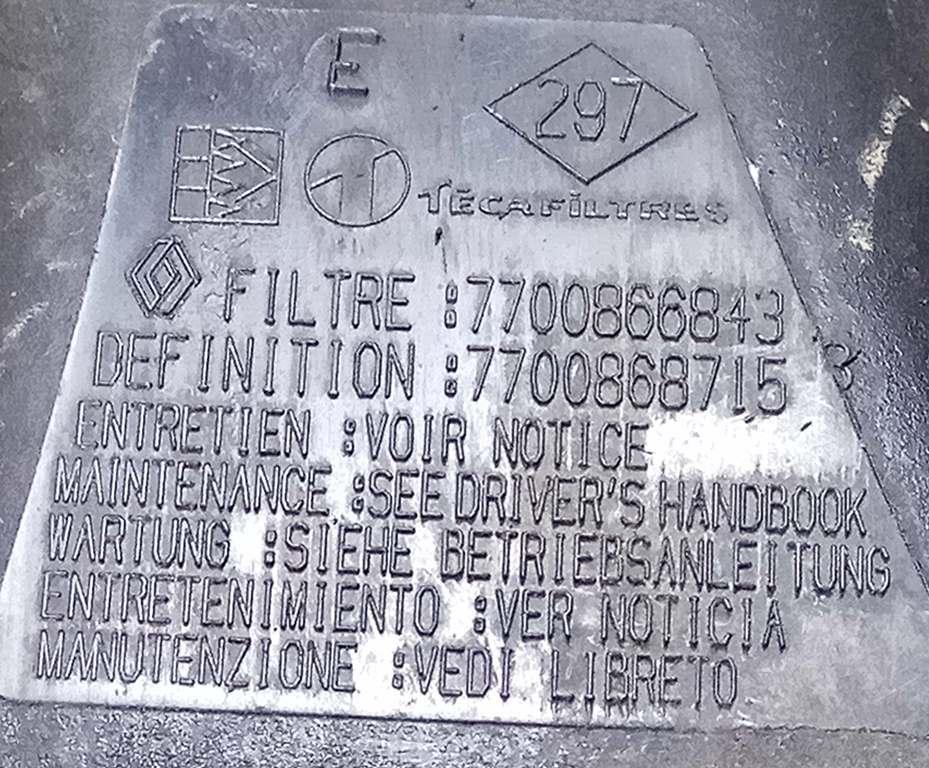 E
297
TECAFILTRES
FILTRE :7700866843
DEFINITION :7700868715
ENTRETIEN :VOIR NOTICE
MAINTENANCE :SEE DRIVER'S HANDBOOK
WARTUNG :SIEHE BETRIEBSANLEITUNG
ENTRETENIMIENTO :VER NOTICIA
MANUTENZIONE :VEDI LIBRETO